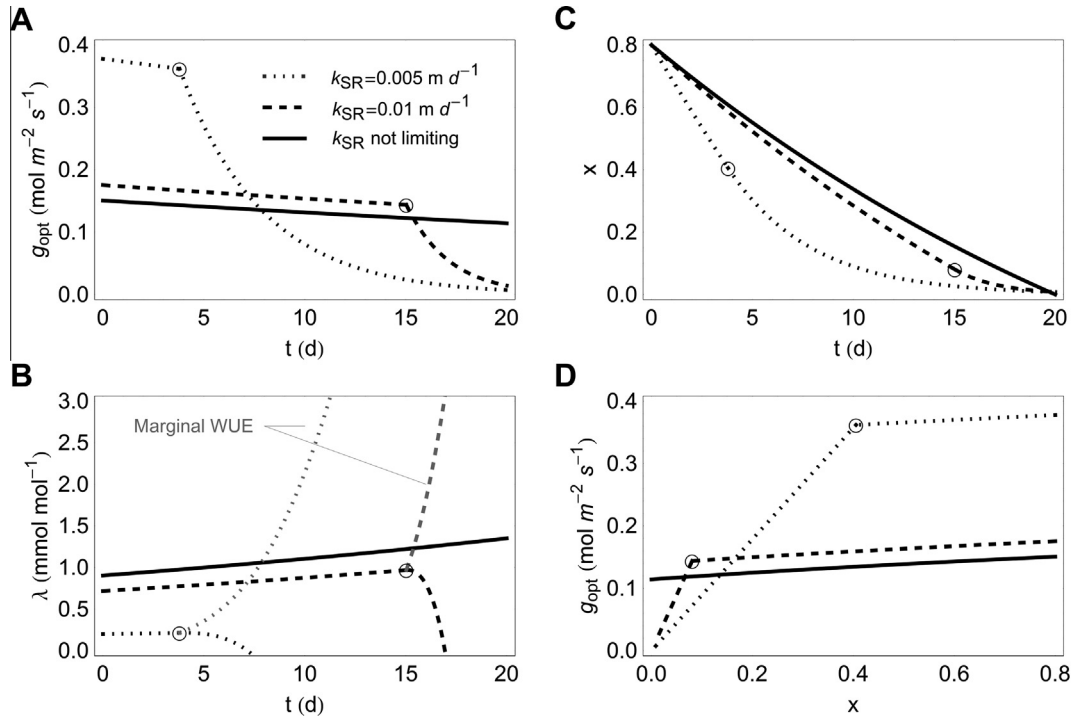 A
0.4
0.3
0.2
0.1
0.0
g_opt (mol m⁻² s⁻¹)
k_SR=0.005 m d⁻¹
k_SR=0.01 m d⁻¹
k_SR not limiting
0 5 10 15 20
t (d)
C
0.8
0.6
0.4
0.2
0.0
x
0 5 10 15 20
t (d)
B
3.0
2.5
2.0
1.5
1.0
0.5
0.0
λ (mmol mol⁻¹)
Marginal WUE
0 5 10 15 20
t (d)
D
0.4
0.3
0.2
0.1
0.0
g_opt (mol m⁻² s⁻¹)
0.0 0.2 0.4 0.6 0.8
x